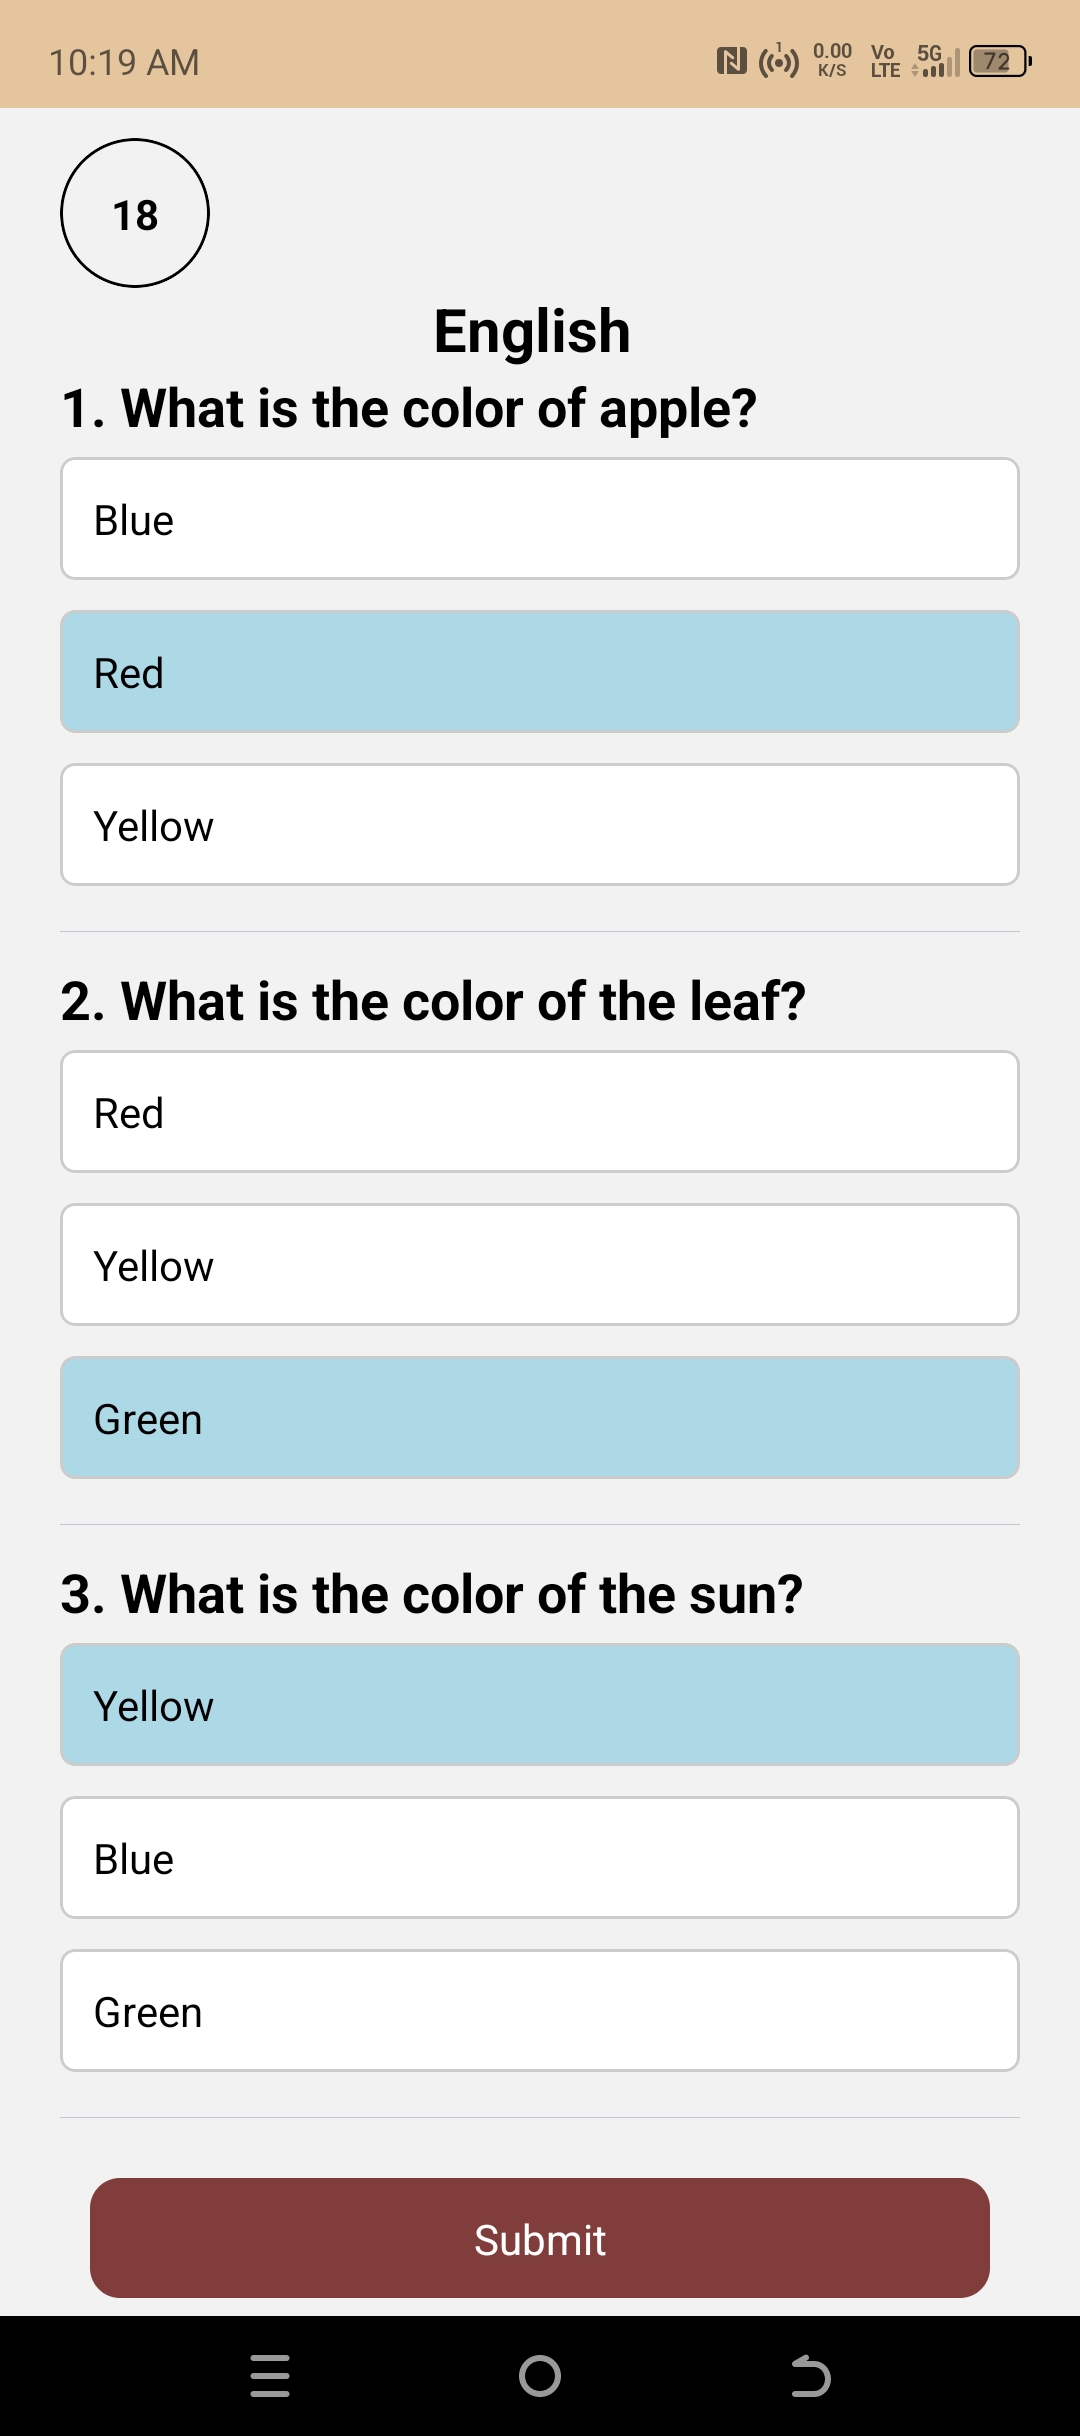 10:19 AM 1 0.00 K/S Vo LTE 5G 72
18
English
1. What is the color of apple?
Blue
Red
Yellow
2. What is the color of the leaf?
Red
Yellow
Green
3. What is the color of the sun?
Yellow
Blue
Green
Submit